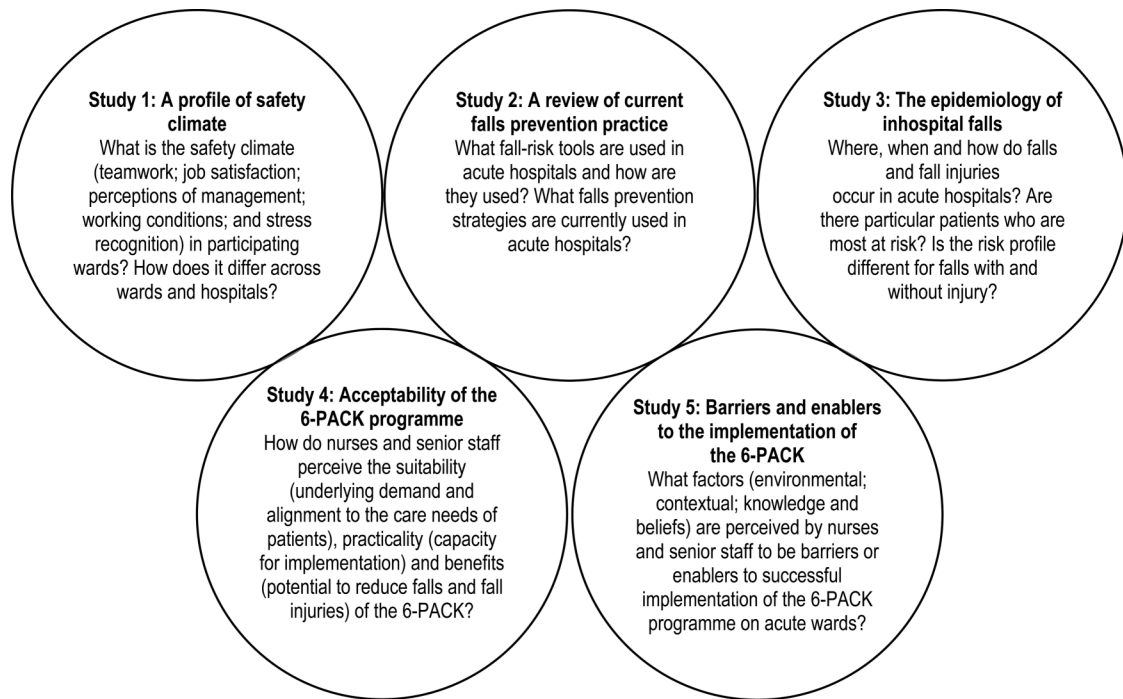 Study 1: A profile of safety
climate
What is the safety climate
(teamwork; job satisfaction;
perceptions of management;
working conditions; and stress
recognition) in participating
wards? How does it differ across
wards and hospitals?
Study 2: A review of current
falls prevention practice
What fall-risk tools are used in
acute hospitals and how are
they used? What falls prevention
strategies are currently used in
acute hospitals?
Study 3: The epidemiology of
inhospital falls
Where, when and how do falls
and fall injuries
occur in acute hospitals? Are
there particular patients who are
most at risk? Is the risk profile
different for falls with and
without injury?
Study 4: Acceptability of the
6-PACK programme
How do nurses and senior staff
perceive the suitability
(underlying demand and
alignment to the care needs of
patients), practicality (capacity
for implementation) and benefits
(potential to reduce falls and fall
injuries) of the 6-PACK?
Study 5: Barriers and enablers
to the implementation of
the 6-PACK
What factors (environmental;
contextual; knowledge and
beliefs) are perceived by nurses
and senior staff to be barriers or
enablers to successful
implementation of the 6-PACK
programme on acute wards?